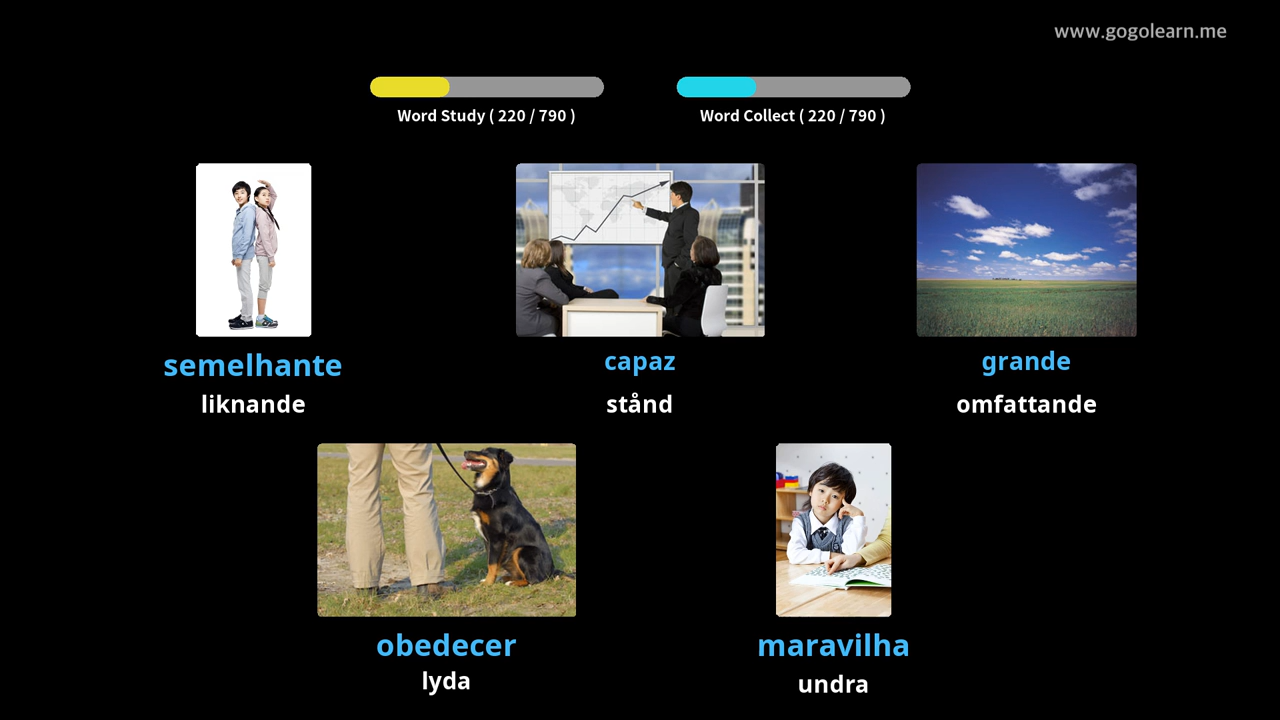 www.gogolearn.me
Word Study ( 220 / 790 )
Word Collect ( 220 / 790 )
semelhante
liknande
capaz
stånd
grande
omfattande
obedecer
lyda
maravilha
undra